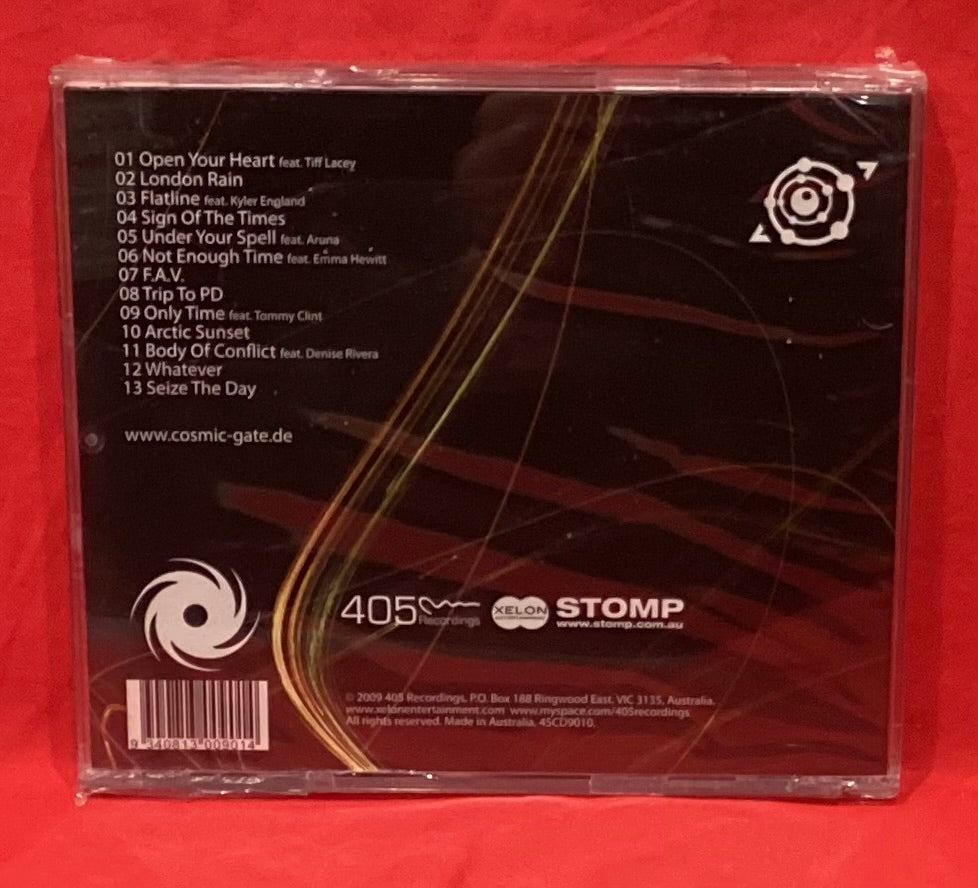 01 Open Your Heart feat. Tiff Lacey
02 London Rain
03 Flatline feat. Kyler England
04 Sign Of The Times
05 Under Your Spell feat. Aruna
06 Not Enough Time feat. Emma Hewitt
07 F.A.V.
08 Trip To PD
09 Only Time feat. Tommy Clint
10 Arctic Sunset
11 Body Of Conflict feat. Denise Rivera
12 Whatever
13 Seize The Day
www.cosmic-gate.de
405 Recordings
XELON
STOMP
www.stomp.com.au
© 2009 405 Recordings, P.O. Box 188 Ringwood East. VIC 3135, Australia.
www.xelonentertainment.com www.myspace.com/405recordings
All rights reserved. Made in Australia. 45CD9010.
9 340813 009014